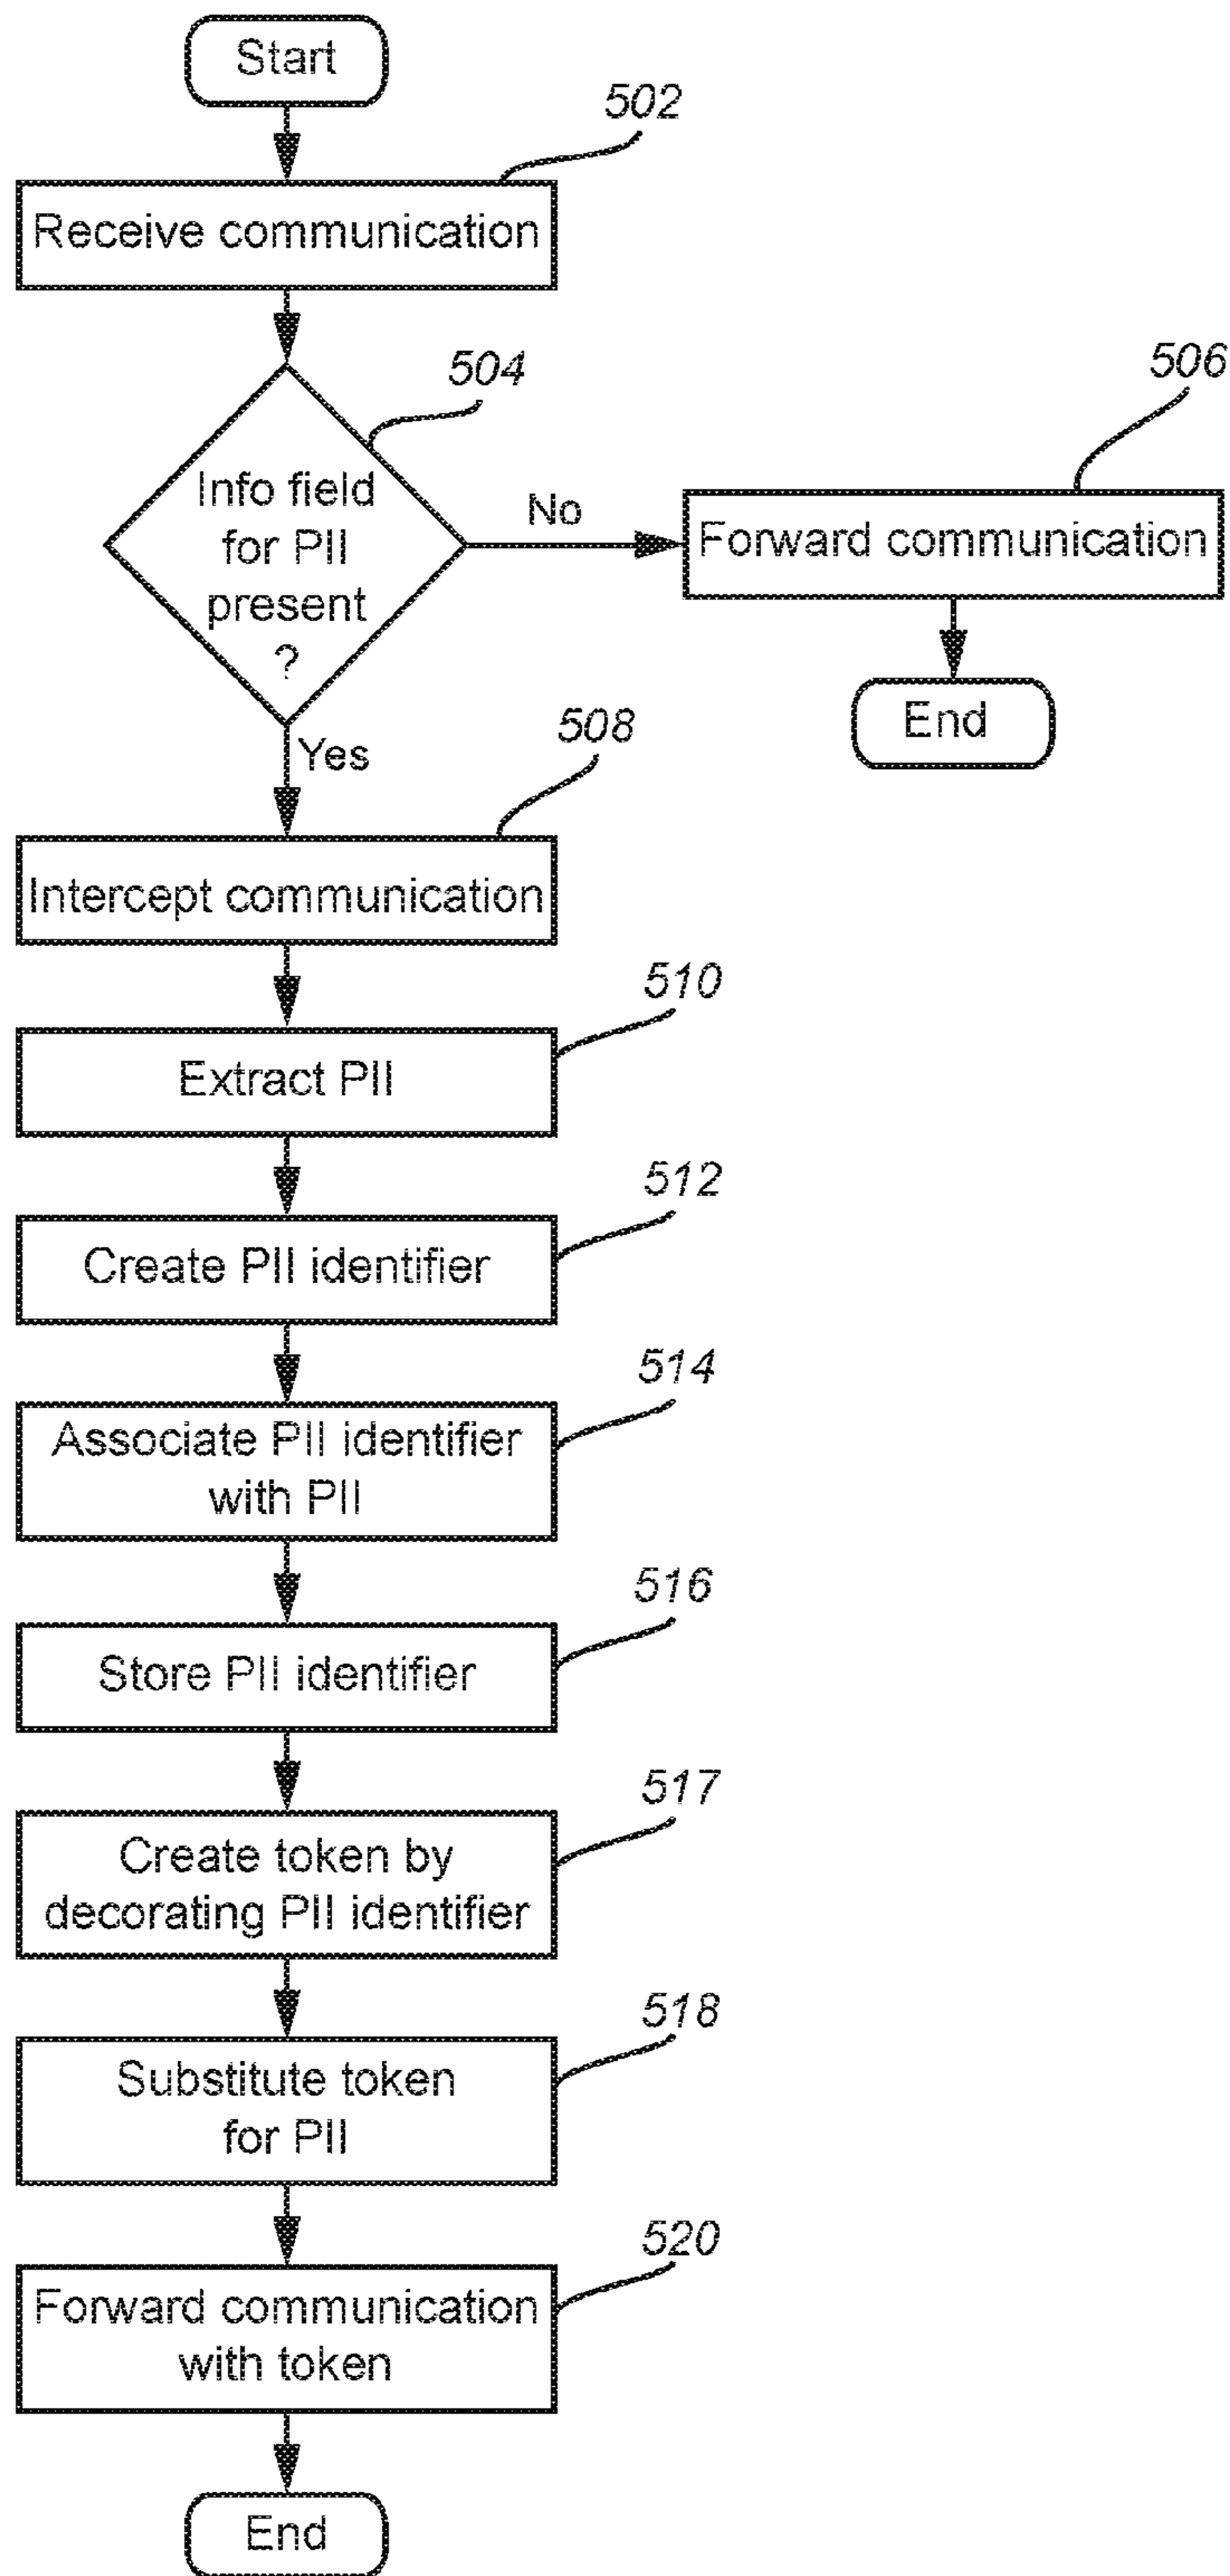 Start
502
Receive communication
504
506
Info field
for PII
present
?
No
Forward communication
End
Yes
508
Intercept communication
510
Extract PII
512
Create PII identifier
514
Associate PII identifier
with PII
516
Store PII identifier
517
Create token by
decorating PII identifier
518
Substitute token
for PII
520
Forward communication
with token
End